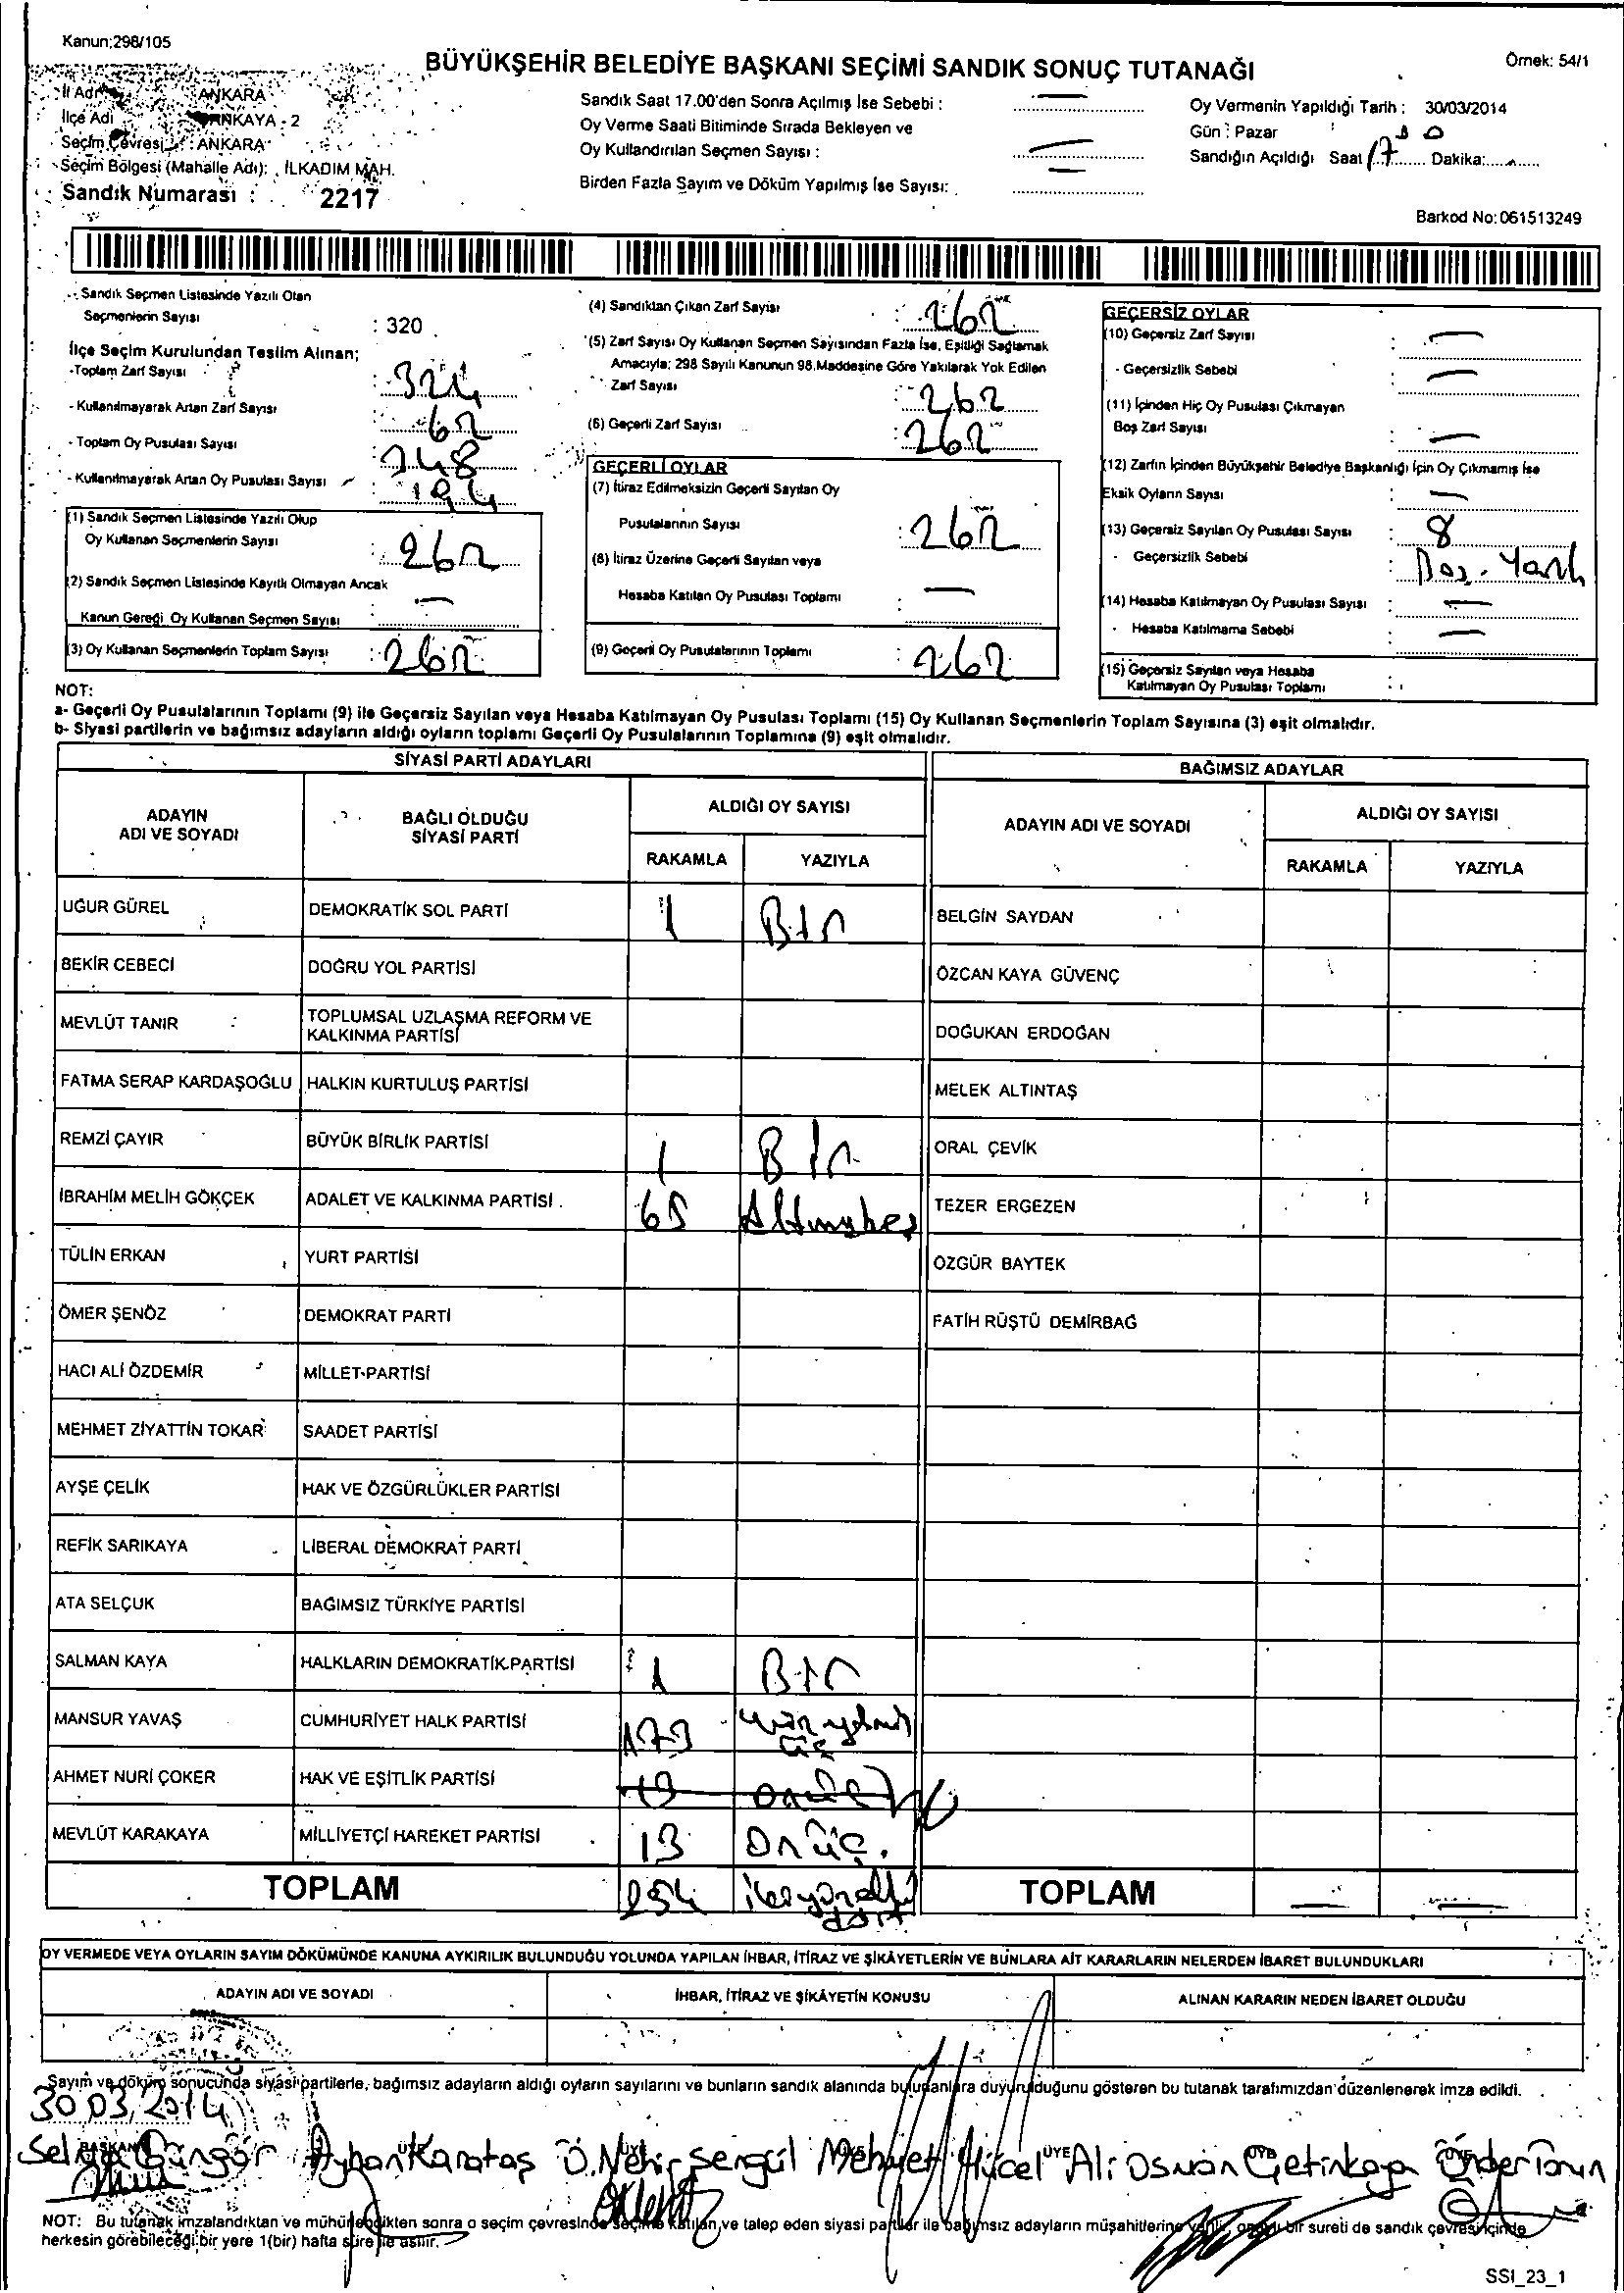 Kanun;298/105
BÜYÜKŞEHİR BELEDİYE BAŞKANI SEÇİMİ SANDIK SONUÇ TUTANAĞI
Örnek: 54/1
İl Adı : ANKARA
İlçe Adı ANKAYA - 2
Seçim Çevresi : ANKARA
Seçim Bölgesi (Mahalle Adı): İLKADIM MAH.
Sandık Numarası : 2217
Sandık Saat 17.00'den Sonra Açılmış İse Sebebi : —
Oy Verme Saati Bitiminde Sırada Bekleyen ve
Oy Kullandırılan Seçmen Sayısı : —
Birden Fazla Sayım ve Döküm Yapılmış İse Sayısı: —
Oy Vermenin Yapıldığı Tarih : 30/03/2014
Gün : Pazar
Sandığın Açıldığı Saat 17 Dakika:
Barkod No:061513249
- Sandık Seçmen Listesinde Yazılı Olan
Seçmenlerin Sayısı : 320
İlçe Seçim Kurulundan Teslim Alınan;
-Toplam Zarf Sayısı : 324
- Kullanılmayarak Artan Zarf Sayısı : 62
- Toplam Oy Pusulası Sayısı : 348
- Kullanılmayarak Artan Oy Pusulası Sayısı :
(1) Sandık Seçmen Listesinde Yazılı Olup
Oy Kullanan Seçmenlerin Sayısı : 262
(2) Sandık Seçmen Listesinde Kayıtlı Olmayan Ancak
Kanun Gereği Oy Kullanan Seçmen Sayısı : —
(3) Oy Kullanan Seçmenlerin Toplam Sayısı : 262
(4) Sandıktan Çıkan Zarf Sayısı : 262
(5) Zarf Sayısı Oy Kullanan Seçmen Sayısından Fazla İse, Eşitliği Sağlamak
Amacıyla; 298 Sayılı Kanunun 98.Maddesine Göre Yakılarak Yok Edilen
Zarf Sayısı : 262
(6) Geçerli Zarf Sayısı : 262
GEÇERLİ OYLAR
(7) İtiraz Edilmeksizin Geçerli Sayılan Oy
Pusulalarının Sayısı : 262
(8) İtiraz Üzerine Geçerli Sayılan veya
Hesaba Katılan Oy Pusulası Toplamı : —
(9) Geçerli Oy Pusulalarının Toplamı : 262
GEÇERSİZ OYLAR
(10) Geçersiz Zarf Sayısı : —
- Geçersizlik Sebebi : —
(11) İçinden Hiç Oy Pusulası Çıkmayan
Boş Zarf Sayısı : —
(12) Zarfın İçinden Büyükşehir Belediye Başkanlığı İçin Oy Çıkmamış İse
Eksik Oyların Sayısı : —
(13) Geçersiz Sayılan Oy Pusulası Sayısı : 8
- Geçersizlik Sebebi :
(14) Hesaba Katılmayan Oy Pusulası Sayısı : —
- Hesaba Katılmama Sebebi : —
(15) Geçersiz Sayılan veya Hesaba
Katılmayan Oy Pusulası Toplamı :
NOT:
a- Geçerli Oy Pusulalarının Toplamı (9) ile Geçersiz Sayılan veya Hesaba Katılmayan Oy Pusulası Toplamı (15) Oy Kullanan Seçmenlerin Toplam Sayısına (3) eşit olmalıdır.
b- Siyasi partilerin ve bağımsız adayların aldığı oyların toplamı Geçerli Oy Pusulalarının Toplamına (9) eşit olmalıdır.
SİYASİ PARTİ ADAYLARI
ADAYIN ADI VE SOYADI BAĞLI OLDUĞU SİYASİ PARTİ ALDIĞI OY SAYISI
RAKAMLA YAZIYLA
UĞUR GÜREL DEMOKRATİK SOL PARTİ 1 Bir
BEKİR CEBECİ DOĞRU YOL PARTİSİ
MEVLÜT TANIR TOPLUMSAL UZLAŞMA REFORM VE
KALKINMA PARTİSİ
FATMA SERAP KARDAŞOĞLU HALKIN KURTULUŞ PARTİSİ
REMZİ ÇAYIR BÜYÜK BİRLİK PARTİSİ 1 Bir
İBRAHİM MELİH GÖKÇEK ADALET VE KALKINMA PARTİSİ 65 Altmışbeş
TÜLİN ERKAN YURT PARTİSİ
ÖMER ŞENÖZ DEMOKRAT PARTİ
HACI ALİ ÖZDEMİR MİLLET PARTİSİ
MEHMET ZİYATTİN TOKAR SAADET PARTİSİ
AYŞE ÇELİK HAK VE ÖZGÜRLÜKLER PARTİSİ
REFİK SARIKAYA LİBERAL DEMOKRAT PARTİ
ATA SELÇUK BAĞIMSIZ TÜRKİYE PARTİSİ
SALMAN KAYA HALKLARIN DEMOKRATİK PARTİSİ 1 Bir
MANSUR YAVAŞ CUMHURİYET HALK PARTİSİ 173 yüzyetmiş
üç
AHMET NURİ ÇOKER HAK VE EŞİTLİK PARTİSİ 13 onüç
MEVLÜT KARAKAYA MİLLİYETÇİ HAREKET PARTİSİ 13 Onüç.
TOPLAM 254 ikiyüzelli
dört
BAĞIMSIZ ADAYLAR
ADAYIN ADI VE SOYADI ALDIĞI OY SAYISI
RAKAMLA YAZIYLA
BELGİN SAYDAN
ÖZCAN KAYA GÜVENÇ
DOĞUKAN ERDOĞAN
MELEK ALTINTAŞ
ORAL ÇEVİK
TEZER ERGEZEN
ÖZGÜR BAYTEK
FATİH RÜŞTÜ DEMİRBAĞ
TOPLAM — —
OY VERMEDE VEYA OYLARIN SAYIM DÖKÜMÜNDE KANUNA AYKIRILIK BULUNDUĞU YOLUNDA YAPILAN İHBAR, İTİRAZ VE ŞİKÂYETLERİN VE BUNLARA AİT KARARLARIN NELERDEN İBARET BULUNDUKLARI
ADAYIN ADI VE SOYADI İHBAR, İTİRAZ VE ŞİKÂYETİN KONUSU ALINAN KARARIN NEDEN İBARET OLDUĞU
Sayım ve döküm sonucunda siyasi partilerle, bağımsız adayların aldığı oyların sayılarını ve bunların sandık alanında bulunanlara duyurulduğunu gösteren bu tutanak tarafımızdan düzenlenerek imza edildi.
30.03.2014
BAŞKAN ÜYE ÜYE ÜYE ÜYE ÜYE
Güngör Ayhan Karataş Ö.Nehir Şengül Mehmet Yücel Ali Osman Çetinkaya Önder
NOT: Bu tutanak imzalandıktan ve mühürlendikten sonra o seçim çevresinde seçime katılan ve talep eden siyasi partiler ile bağımsız adayların müşahitlerine verilir, onaylı bir sureti de sandık çevresi içinde
herkesin görebileceği bir yere 1(bir) hafta süre ile asılır.
SSI_23_1